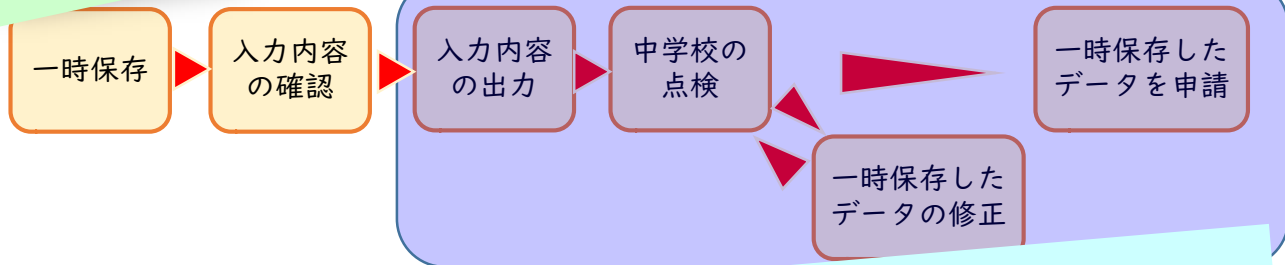 一時保存
入力内容
の確認
入力内容
の出力
中学校の
点検
一時保存した
データを申請
一時保存した
データの修正